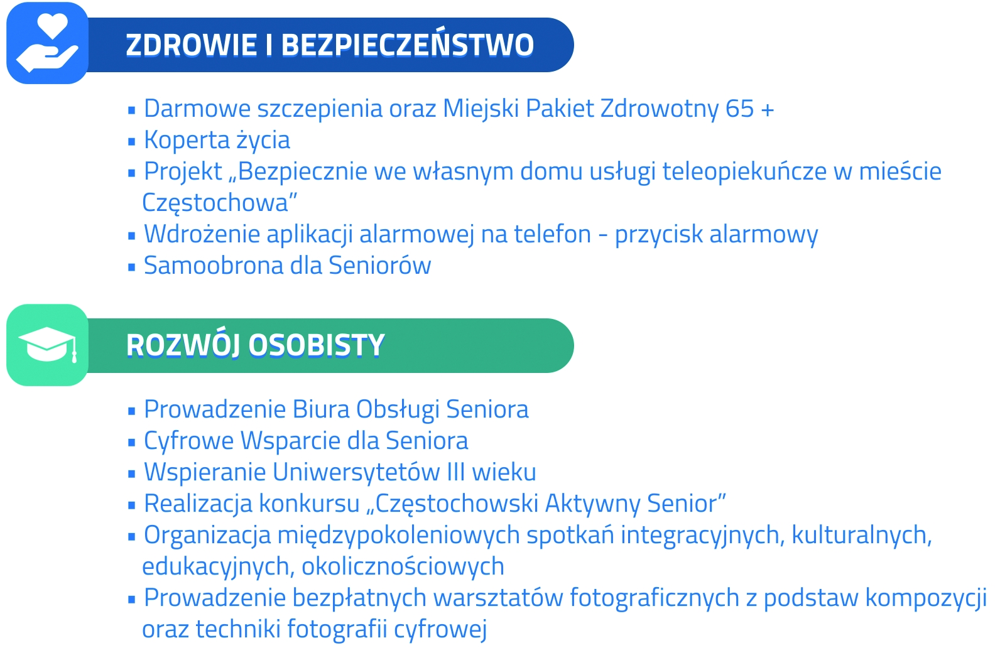 ZDROWIE I BEZPIECZEŃSTWO
▪ Darmowe szczepienia oraz Miejski Pakiet Zdrowotny 65 +
▪ Koperta życia
▪ Projekt „Bezpiecznie we własnym domu usługi teleopiekuńcze w mieście
Częstochowa”
▪ Wdrożenie aplikacji alarmowej na telefon - przycisk alarmowy
▪ Samoobrona dla Seniorów
ROZWÓJ OSOBISTY
▪ Prowadzenie Biura Obsługi Seniora
▪ Cyfrowe Wsparcie dla Seniora
▪ Wspieranie Uniwersytetów III wieku
▪ Realizacja konkursu „Częstochowski Aktywny Senior”
▪ Organizacja międzypokoleniowych spotkań integracyjnych, kulturalnych,
edukacyjnych, okolicznościowych
▪ Prowadzenie bezpłatnych warsztatów fotograficznych z podstaw kompozycji
oraz techniki fotografii cyfrowej